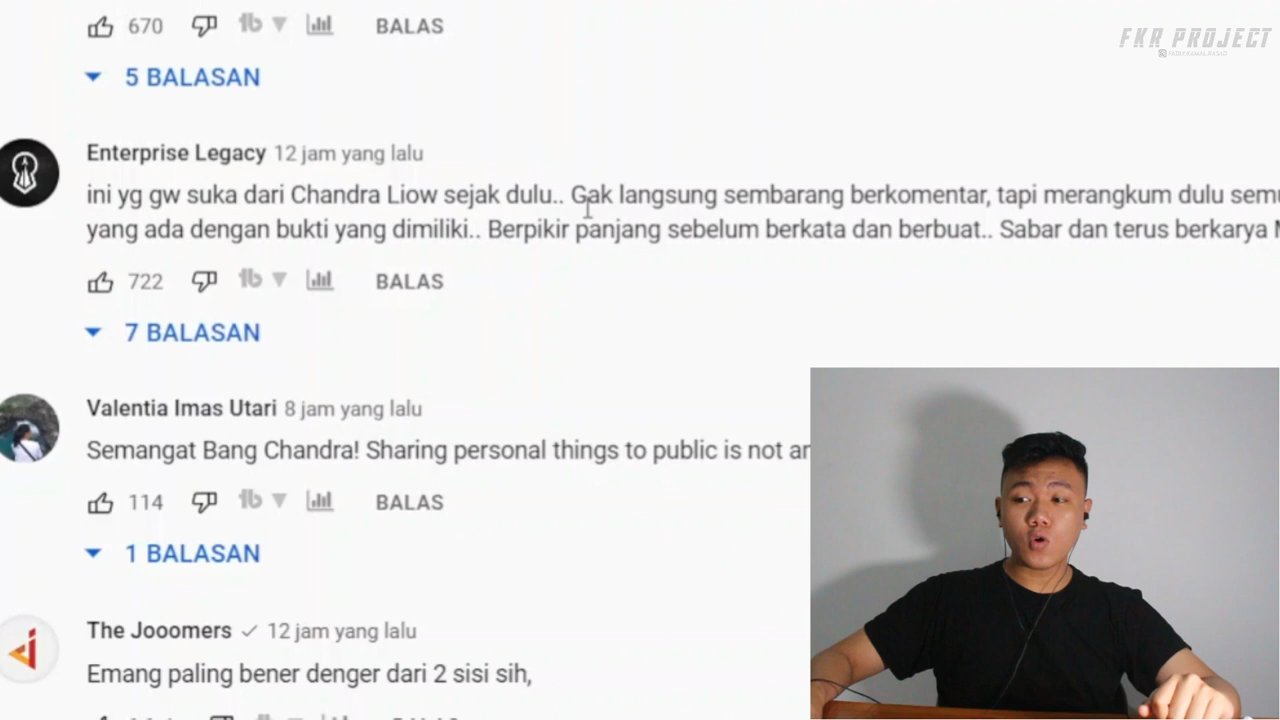 FKR PROJECT
670 BALAS
5 BALASAN
Enterprise Legacy 12 jam yang lalu
ini yg gw suka dari Chandra Liow sejak dulu.. Gak langsung sembarang berkomentar, tapi merangkum dulu
yang ada dengan bukti yang dimiliki.. Berpikir panjang sebelum berkata dan berbuat.. Sabar dan terus berkarya
722 BALAS
7 BALASAN
Valentia Imas Utari 8 jam yang lalu
Semangat Bang Chandra! Sharing personal things to public is not
114 BALAS
1 BALASAN
The Jooomers 12 jam yang lalu
Emang paling bener denger dari 2 sisi sih,